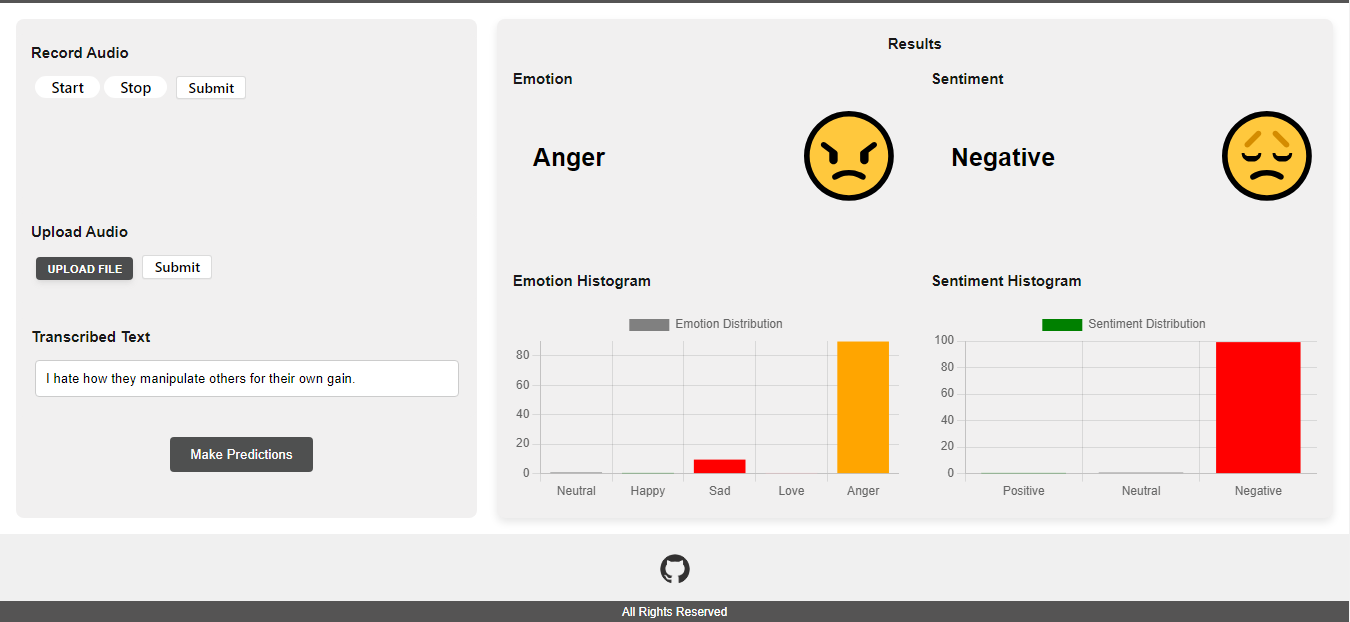 Record Audio
Start Stop Submit
Upload Audio
UPLOAD FILE Submit
Transcribed Text
I hate how they manipulate others for their own gain.
Make Predictions
Results
Emotion
Anger
Sentiment
Negative
Emotion Histogram
Emotion Distribution
80
60
40
20
0
Neutral Happy Sad Love Anger
Sentiment Histogram
Sentiment Distribution
100
80
60
40
20
0
Positive Neutral Negative
All Rights Reserved